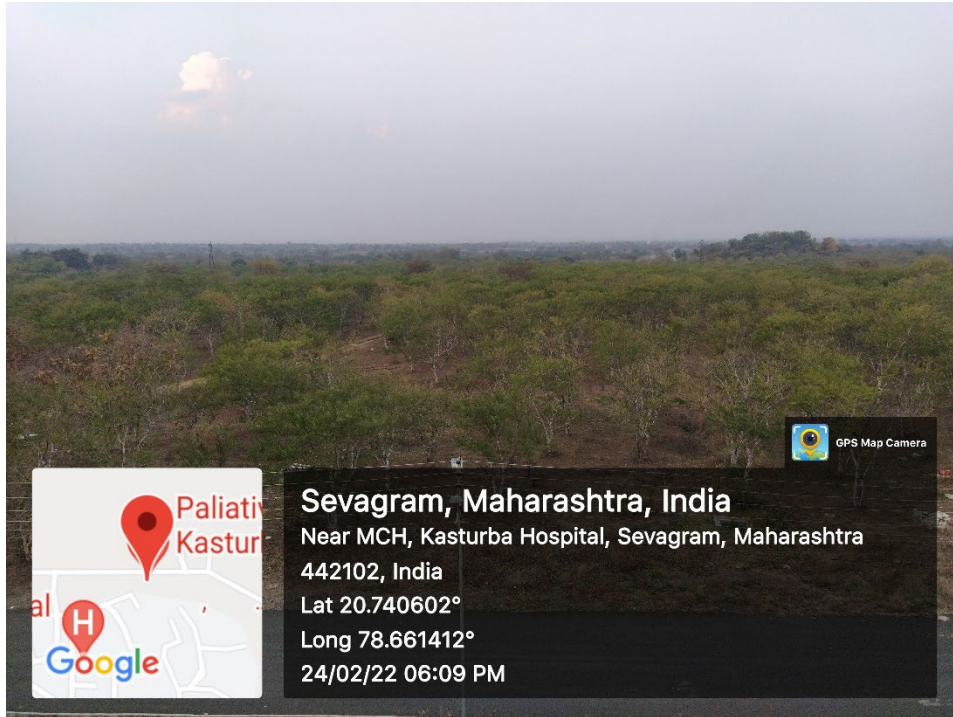 GPS Map Camera
Sevagram, Maharashtra, India
Near MCH, Kasturba Hospital, Sevagram, Maharashtra
442102, India
Lat 20.740602°
Long 78.661412°
24/02/22 06:09 PM
Paliativ
Kastur
al
H
Google